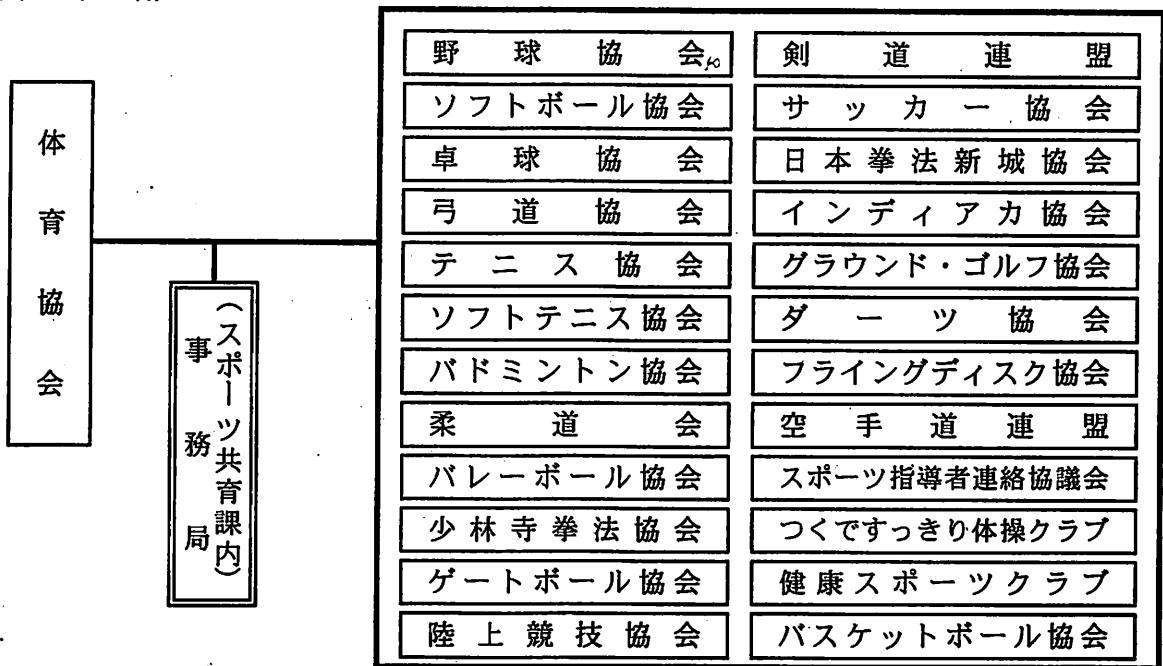 体育協会
事務局
(スポーツ共育課内)
野球協会
ソフトボール協会
卓球協会
弓道協会
テニス協会
ソフトテニス協会
バドミントン協会
柔道会
バレーボール協会
少林寺拳法協会
ゲートボール協会
陸上競技協会
剣道連盟
サッカー協会
日本拳法新城協会
インディアカ協会
グラウンド・ゴルフ協会
ダーツ協会
フライングディスク協会
空手道連盟
スポーツ指導者連絡協議会
つくですっきり体操クラブ
健康スポーツクラブ
バスケットボール協会